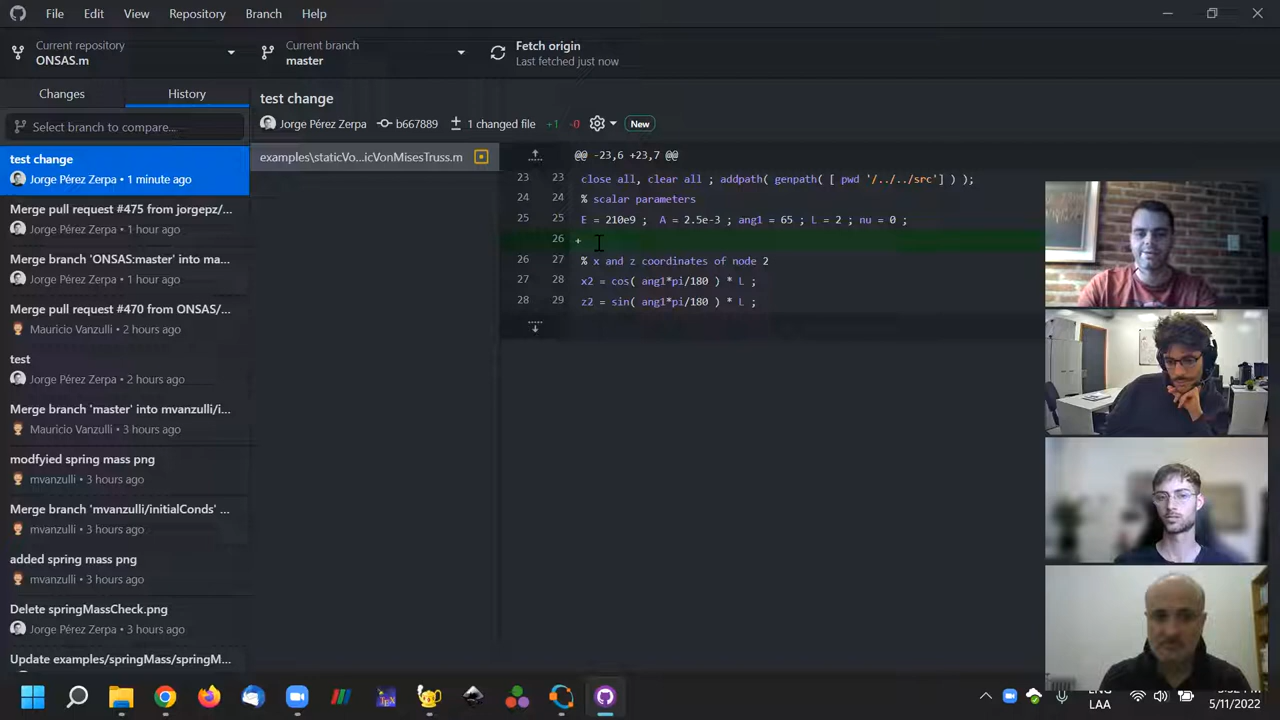 File Edit View Repository Branch Help
Current repository
ONSAS.m
Current branch
master
Fetch origin
Last fetched just now
Changes
History
Select branch to compare...
test change
Jorge Pérez Zerpa • 1 minute ago
Merge pull request #475 from jorgepz/...
Jorge Pérez Zerpa • 1 hour ago
Merge branch 'ONSAS:master' into ma...
Jorge Pérez Zerpa • 1 hour ago
Merge pull request #470 from ONSAS/...
Mauricio Vanzulli • 2 hours ago
test
Jorge Pérez Zerpa • 2 hours ago
Merge branch 'master' into mvanzulli/i...
Mauricio Vanzulli • 3 hours ago
modfyied spring mass png
mvanzulli • 3 hours ago
Merge branch 'mvanzulli/initialConds' ...
mvanzulli • 3 hours ago
added spring mass png
mvanzulli • 3 hours ago
Delete springMassCheck.png
Jorge Pérez Zerpa • 3 hours ago
Update examples/springMass/springM...
test change
Jorge Pérez Zerpa b667889 1 changed file +1 -0 New
examples\staticVo...icVonMisesTruss.m
@@ -23,6 +23,7 @@
23 23 close all, clear all ; addpath( genpath( [ pwd '/../../src'] ) );
24 24 % scalar parameters
25 25 E = 210e9 ; A = 2.5e-3 ; ang1 = 65 ; L = 2 ; nu = 0 ;
26 +
26 27 % x and z coordinates of node 2
27 28 x2 = cos( ang1*pi/180 ) * L ;
28 29 z2 = sin( ang1*pi/180 ) * L ;
LAA
5/11/2022